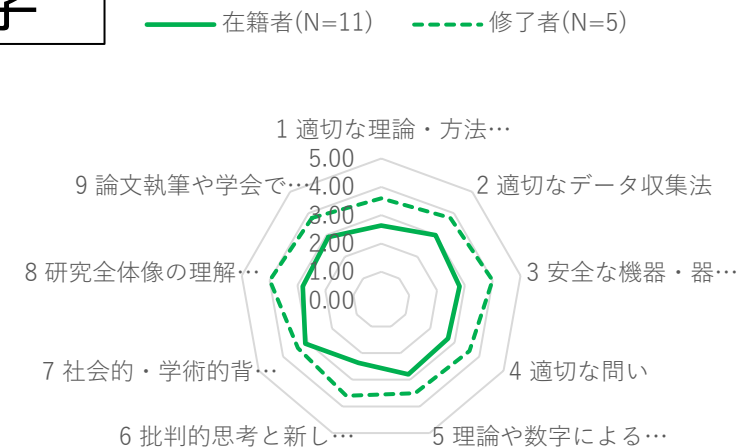 学
在籍者(N=11) 修了者(N=5)
1 適切な理論・方法…
5.00
9 論文執筆や学会で… 4.00 2 適切なデータ収集法
3.00
2.00
8 研究全体像の理解… 1.00 3 安全な機器・器…
0.00
7 社会的・学術的背… 4 適切な問い
6 批判的思考と新し… 5 理論や数字による…